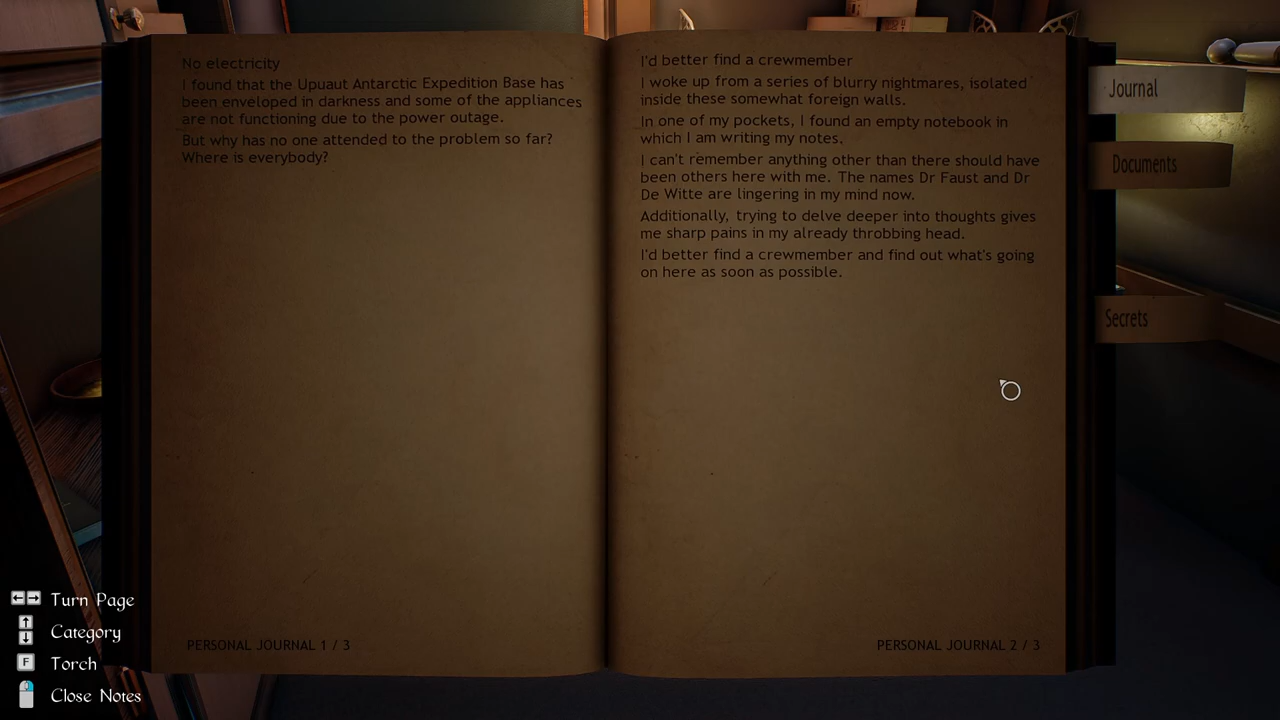 No electricity
I found that the Upuaut Antarctic Expedition Base has
been enveloped in darkness and some of the appliances
are not functioning due to the power outage.
But why has no one attended to the problem so far?
Where is everybody?
PERSONAL JOURNAL 1 / 3
I'd better find a crewmember
I woke up from a series of blurry nightmares, isolated
inside these somewhat foreign walls.
In one of my pockets, I found an empty notebook in
which I am writing my notes.
I can't remember anything other than there should have
been others here with me. The names Dr Faust and Dr
De Witte are lingering in my mind now.
Additionally, trying to delve deeper into thoughts gives
me sharp pains in my already throbbing head.
I'd better find a crewmember and find out what's going
on here as soon as possible.
PERSONAL JOURNAL 2 / 3
Journal
Documents
Secrets
Turn Page
Category
F Torch
Close Notes